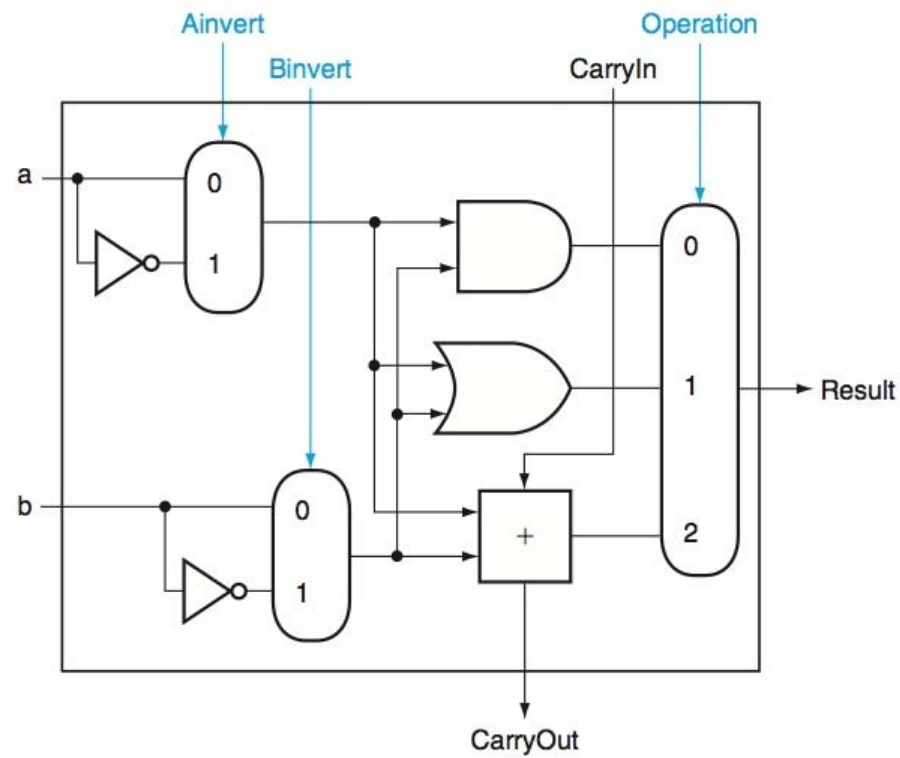 Ainvert
Operation
Binvert
CarryIn
a
0
1
0
1
Result
b
0
1
+
2
CarryOut